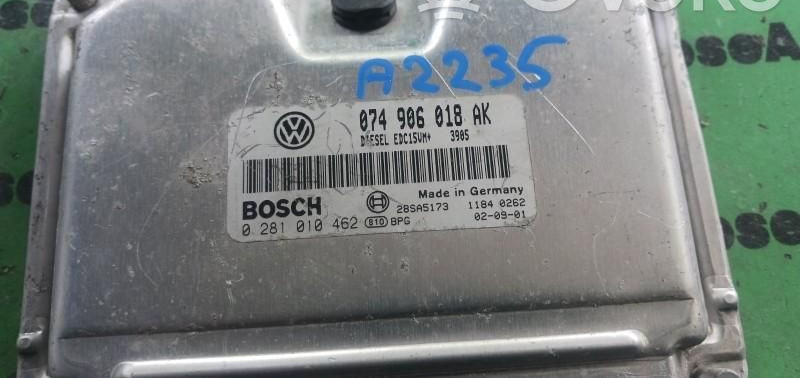 A2235
074 906 018 AK
DIESEL EDC15VM+ 3905
Made in Germany
BOSCH 28SA5173 1184 0262
0 281 010 462 810 BPG 02-09-01